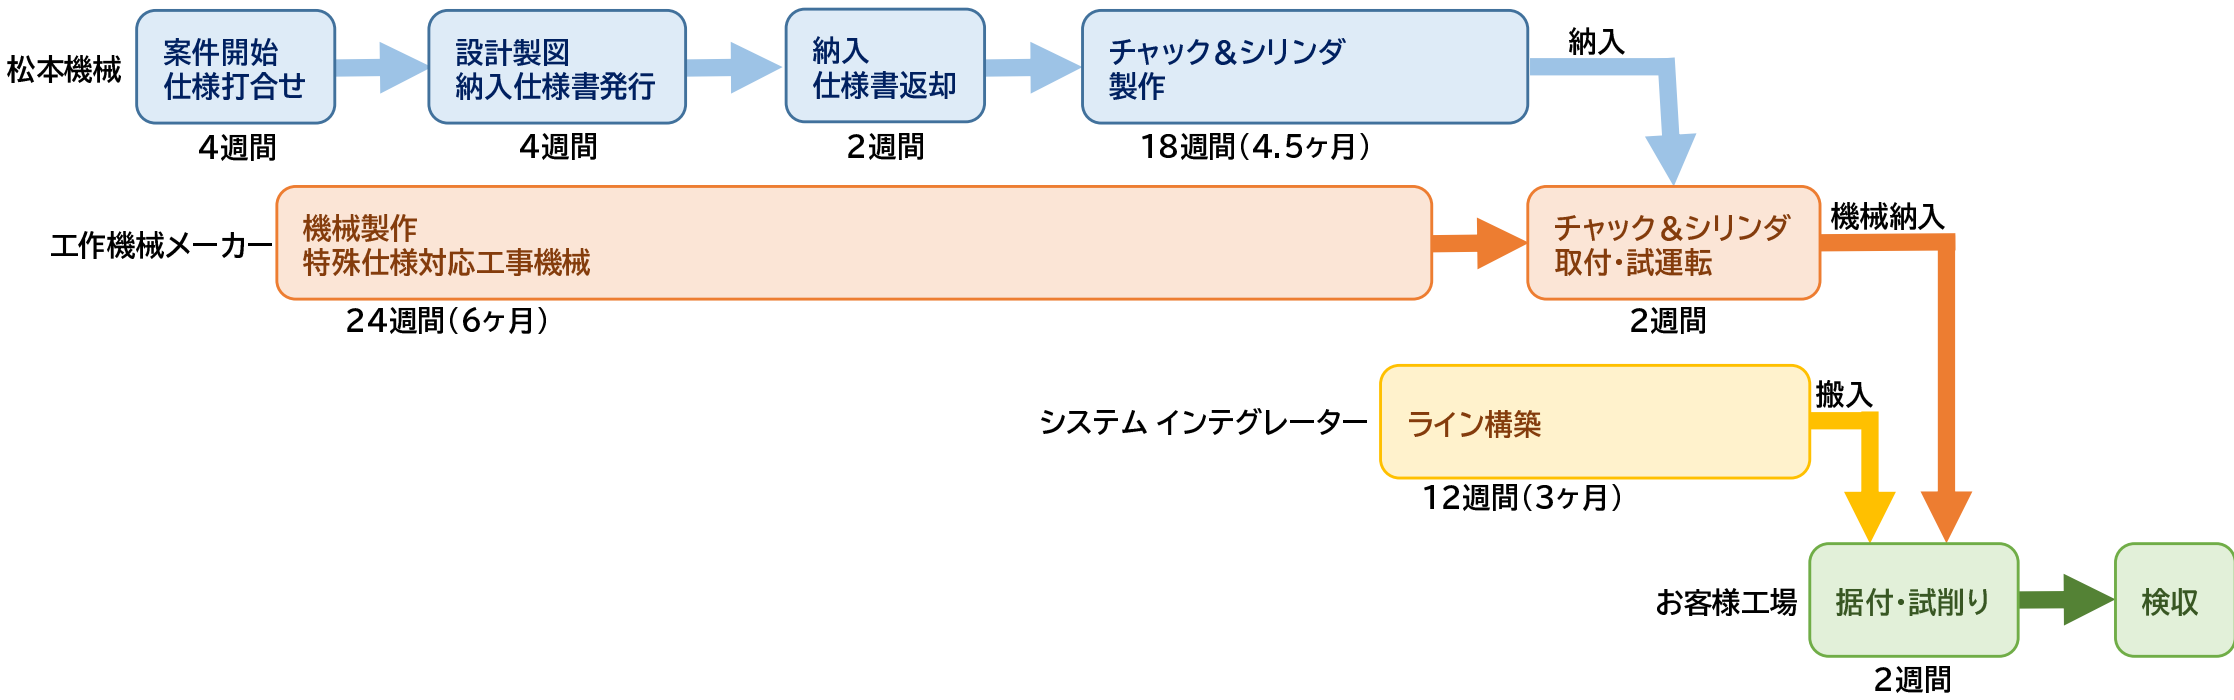 松本機械
案件開始
仕様打合せ
4週間
設計製図
納入仕様書発行
4週間
納入
仕様書返却
2週間
チャック&シリンダ
製作
18週間(4.5ヶ月)
納入
工作機械メーカー
機械製作
特殊仕様対応工事機械
24週間(6ヶ月)
チャック&シリンダ
取付・試運転
2週間
機械納入
システム インテグレーター
ライン構築
12週間(3ヶ月)
搬入
お客様工場
据付・試削り
2週間
検収